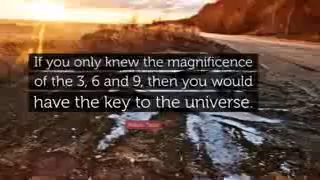 If you only knew the magnificence
of the 3, 6 and 9, then you would
have the key to the universe.